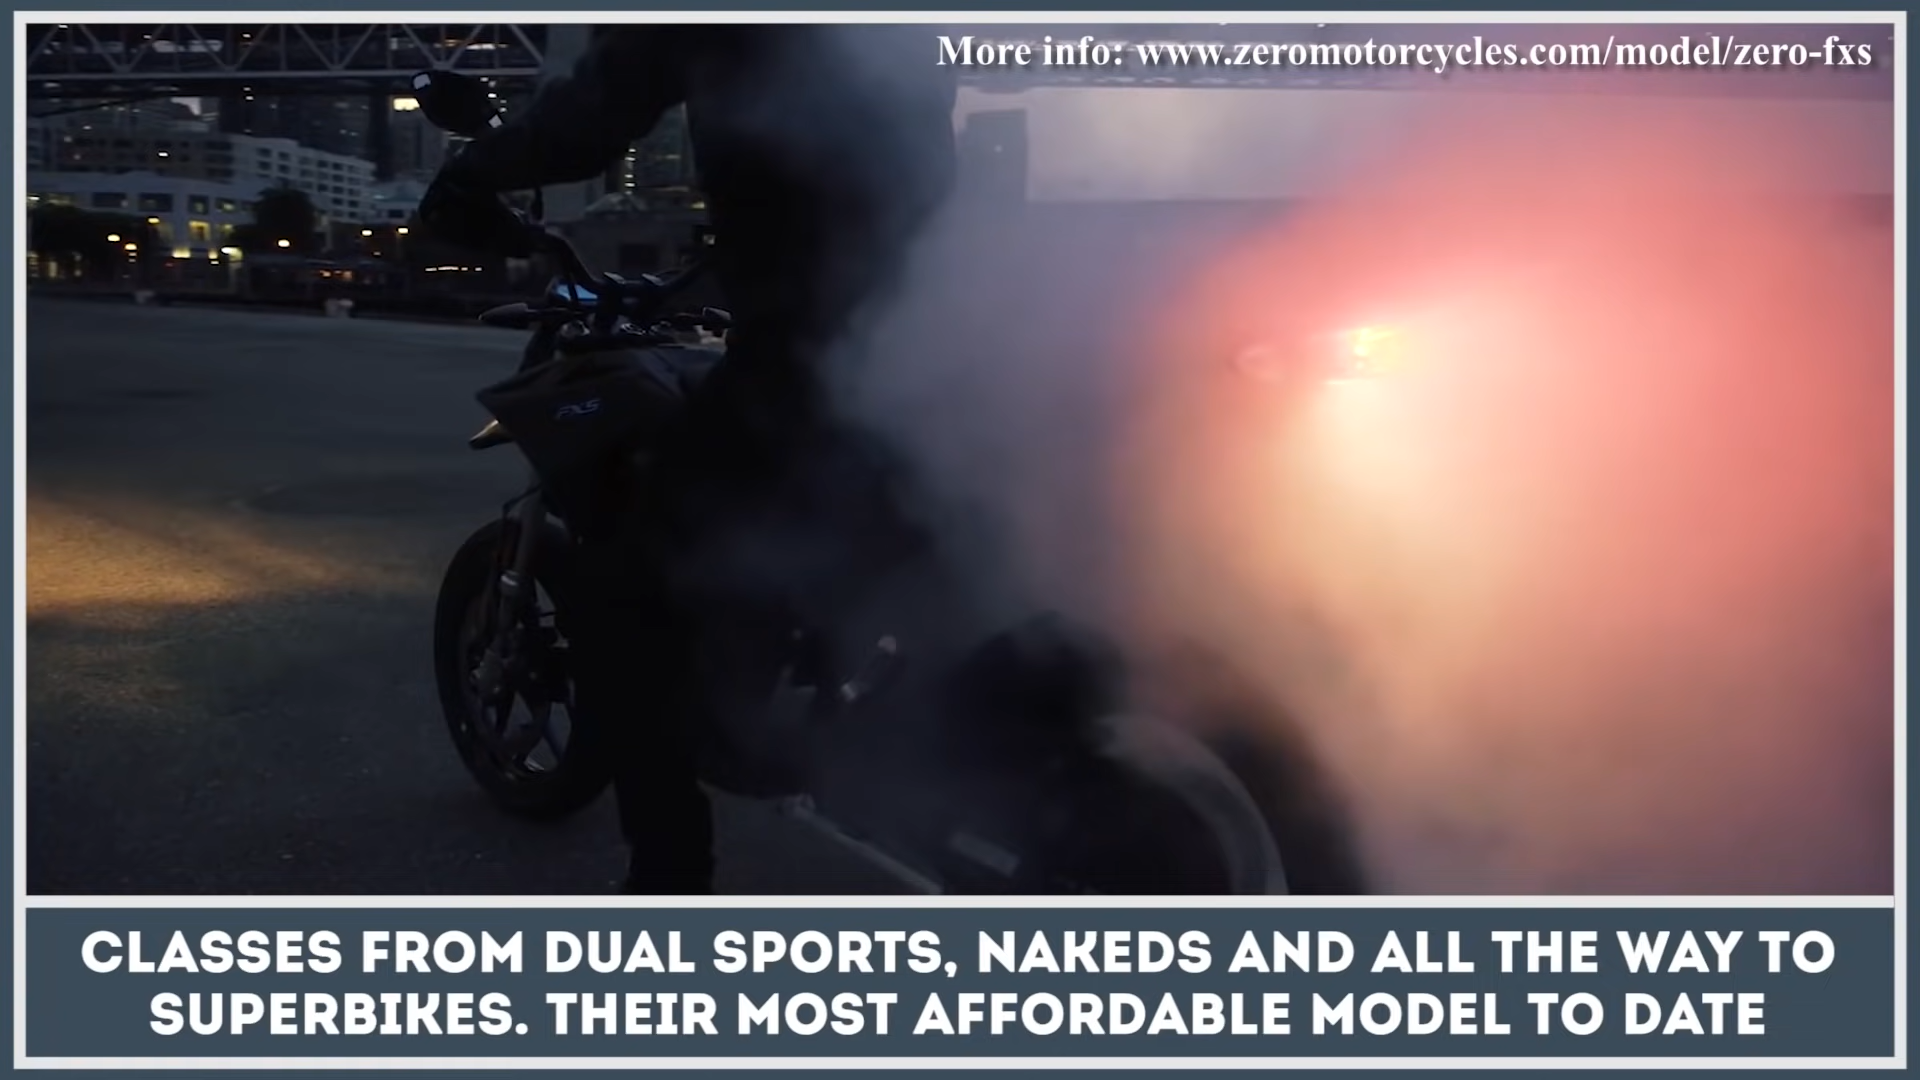 More info: www.zeromotorcycles.com/model/zero-fxs
FXS
CLASSES FROM DUAL SPORTS, NAKEDS AND ALL THE WAY TO
SUPERBIKES. THEIR MOST AFFORDABLE MODEL TO DATE